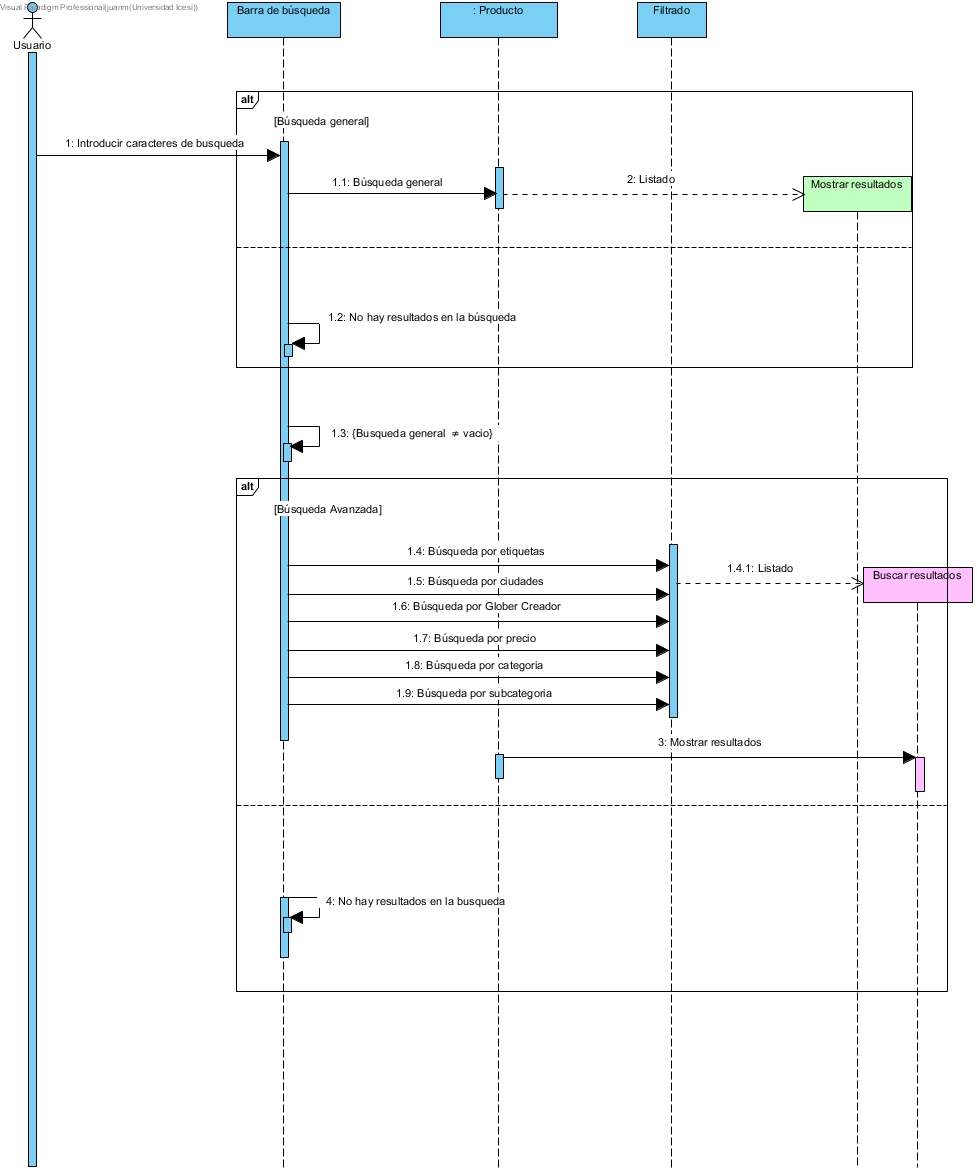 Visual Paradigm Professional(juanm(Universidad Icesi))
Usuario
Barra de búsqueda
: Producto
Filtrado
alt
[Búsqueda general]
1: Introducir caracteres de busqueda
1.1: Búsqueda general
2: Listado
Mostrar resultados
1.2: No hay resultados en la búsqueda
1.3: {Busqueda general ≠ vacio}
alt
[Búsqueda Avanzada]
1.4: Búsqueda por etiquetas
1.4.1: Listado
Buscar resultados
1.5: Búsqueda por ciudades
1.6: Búsqueda por Glober Creador
1.7: Búsqueda por precio
1.8: Búsqueda por categoria
1.9: Búsqueda por subcategoria
3: Mostrar resultados
4: No hay resultados en la busqueda